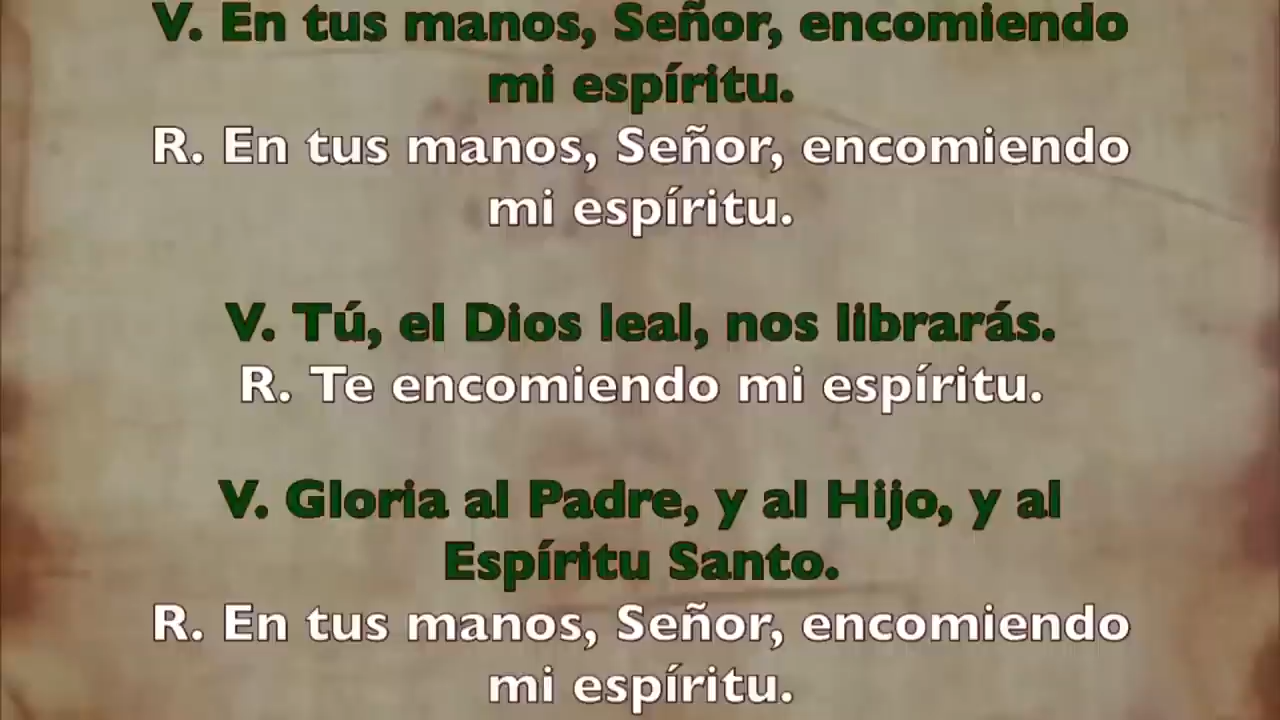 V. En tus manos, Señor, encomiendo
mi espíritu.
R. En tus manos, Señor, encomiendo
mi espíritu.
V. Tú, el Dios leal, nos librarás.
R. Te encomiendo mi espíritu.
V. Gloria al Padre, y al Hijo, y al
Espíritu Santo.
R. En tus manos, Señor, encomiendo
mi espíritu.